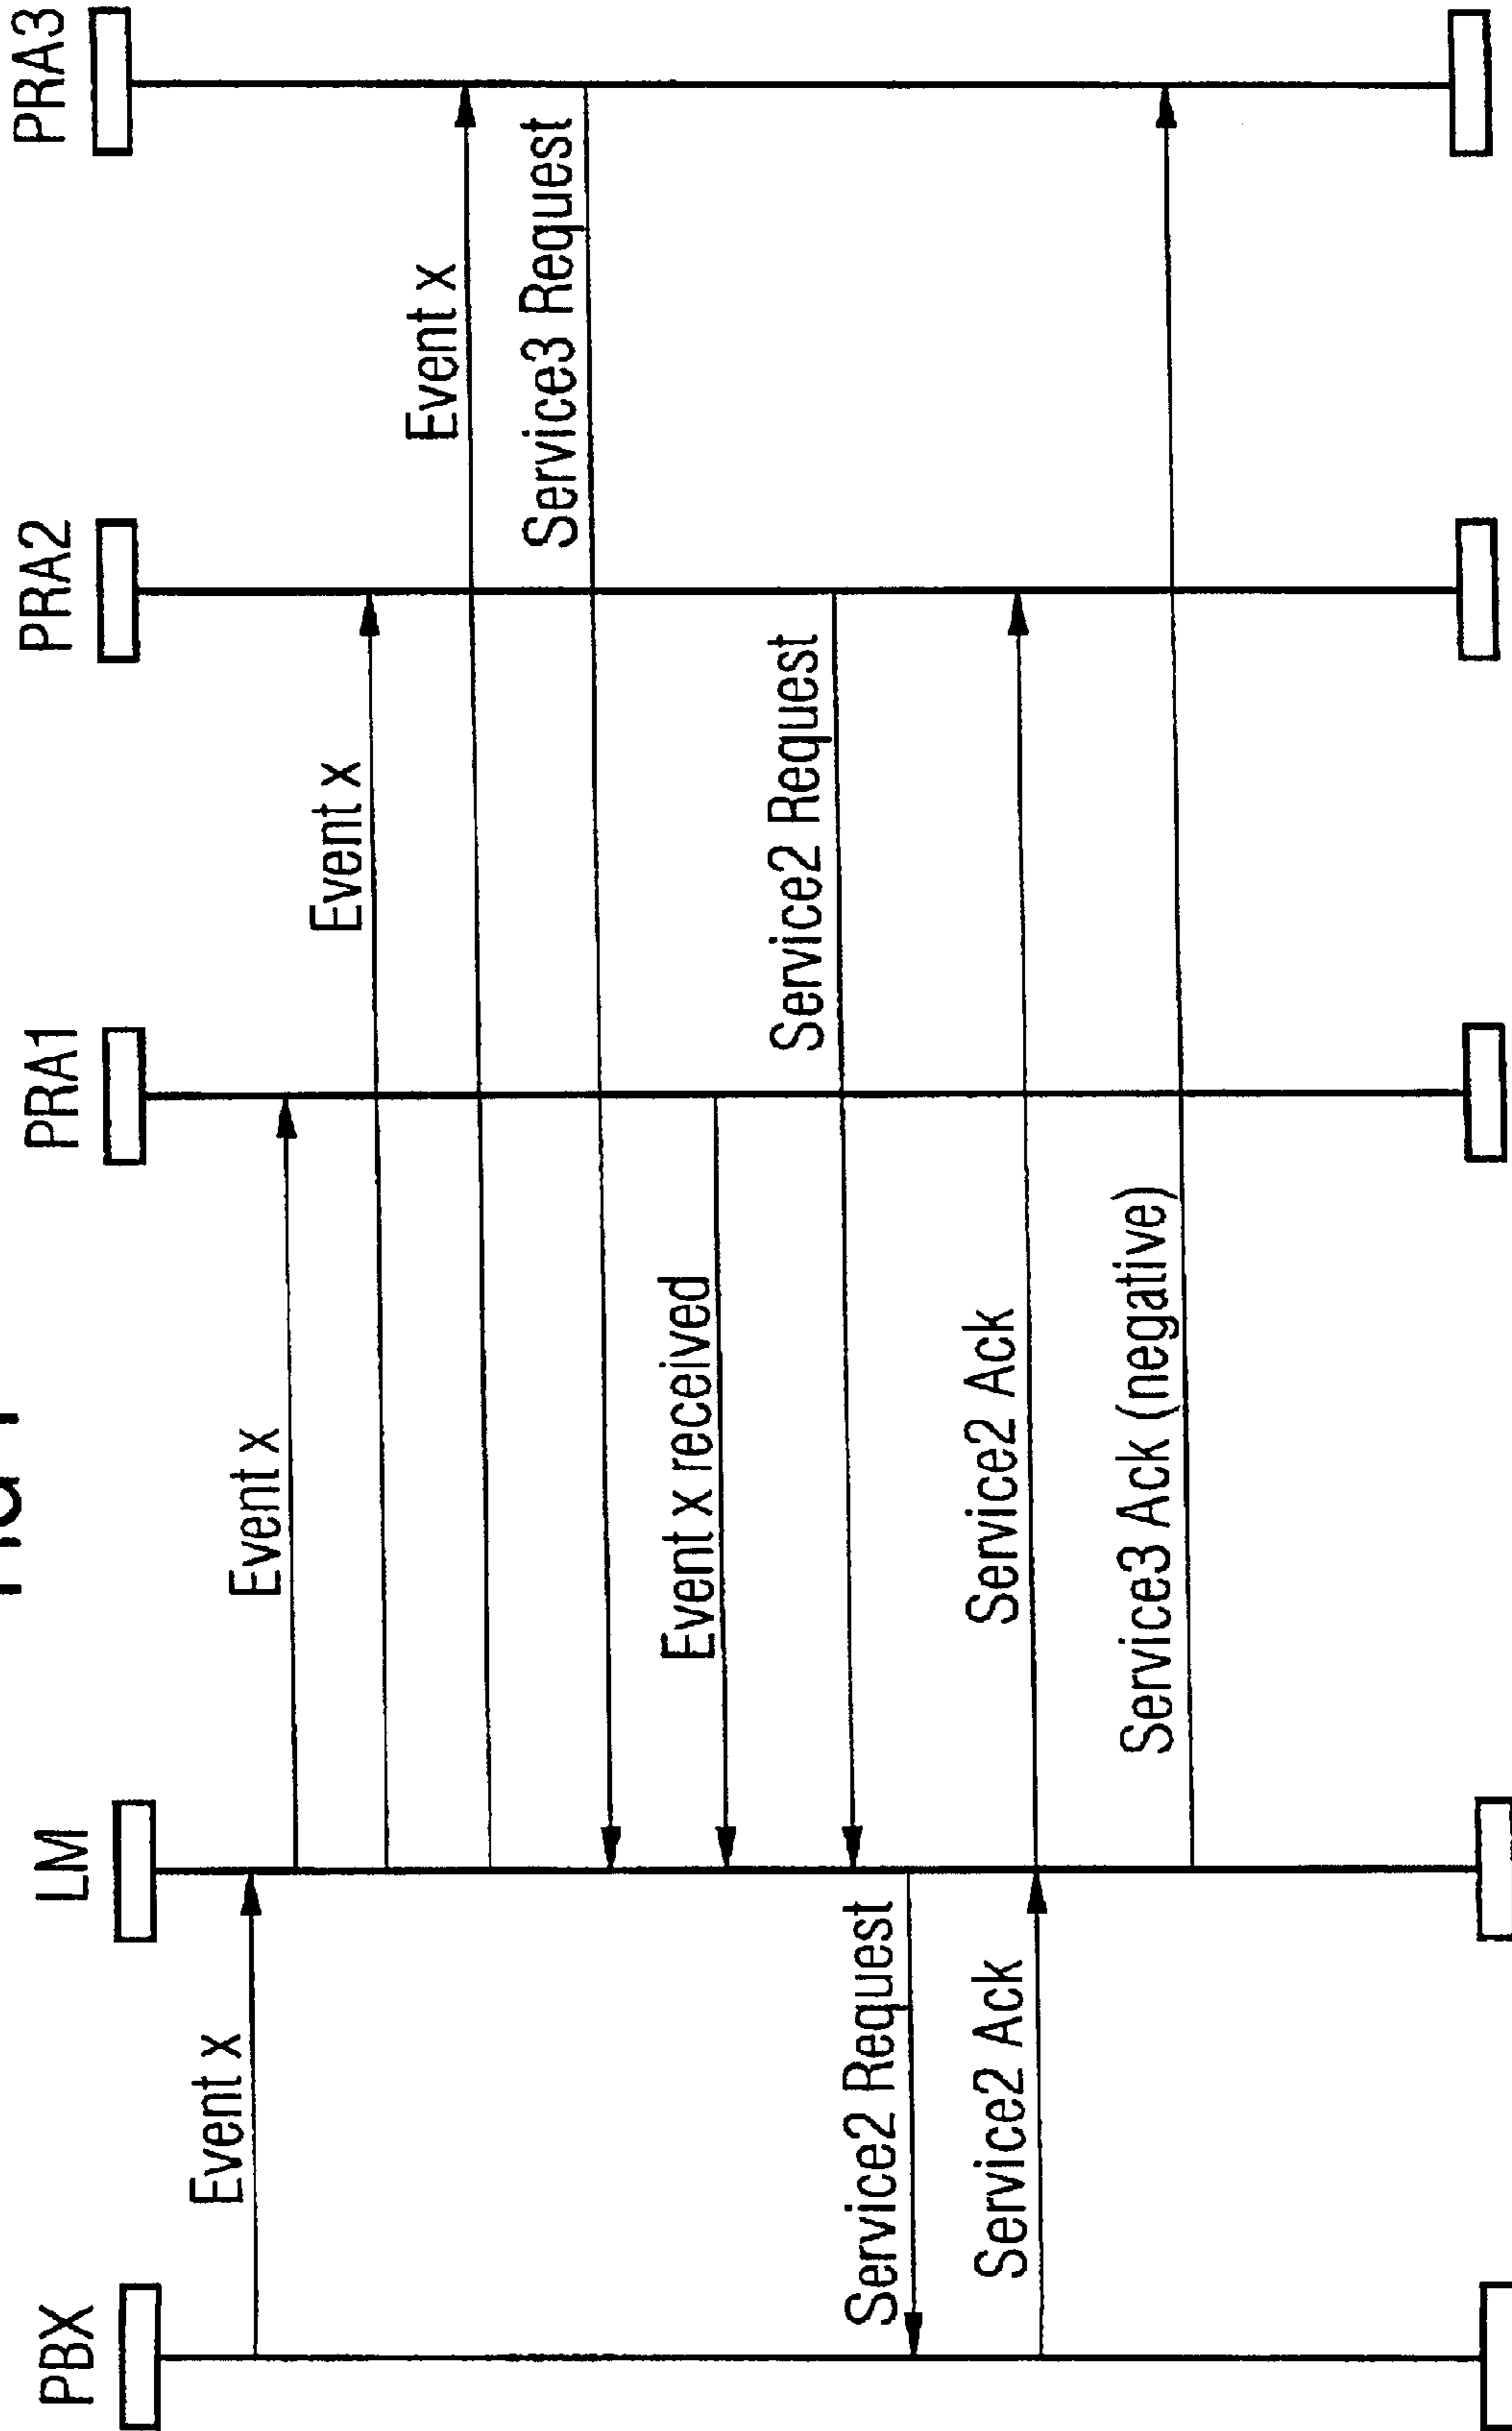 PBX
LM
PRA1
PRA2
PRA3
Event x
Event x
Event x
Event x
Service3 Request
Event x received
Service2 Request
Service2 Request
Service2 Ack
Service2 Ack
Service3 Ack (negative)